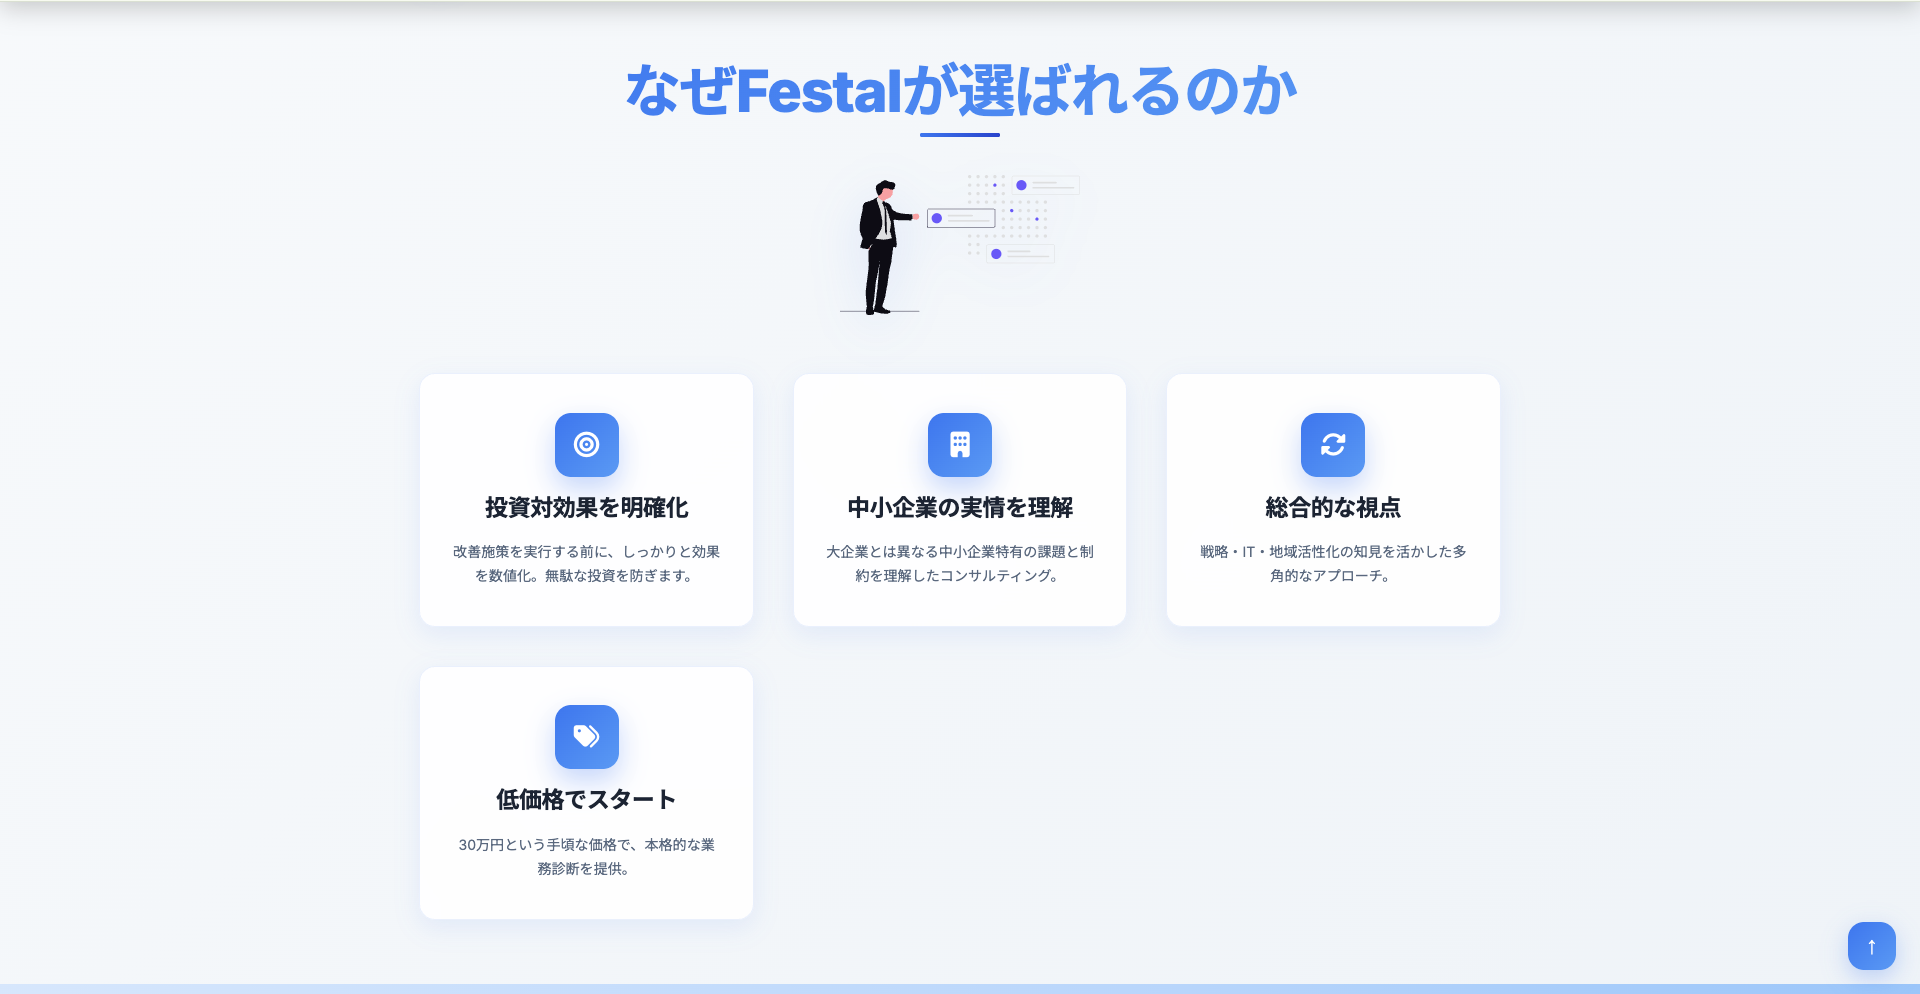 なぜFestalが選ばれるのか
投資対効果を明確化
改善施策を実行する前に、しっかりと効果
を数値化。無駄な投資を防ぎます。
中小企業の実情を理解
大企業とは異なる中小企業特有の課題と制
約を理解したコンサルティング。
総合的な視点
戦略・IT・地域活性化の知見を活かした多
角的なアプローチ。
低価格でスタート
30万円という手頃な価格で、本格的な業
務診断を提供。
↑